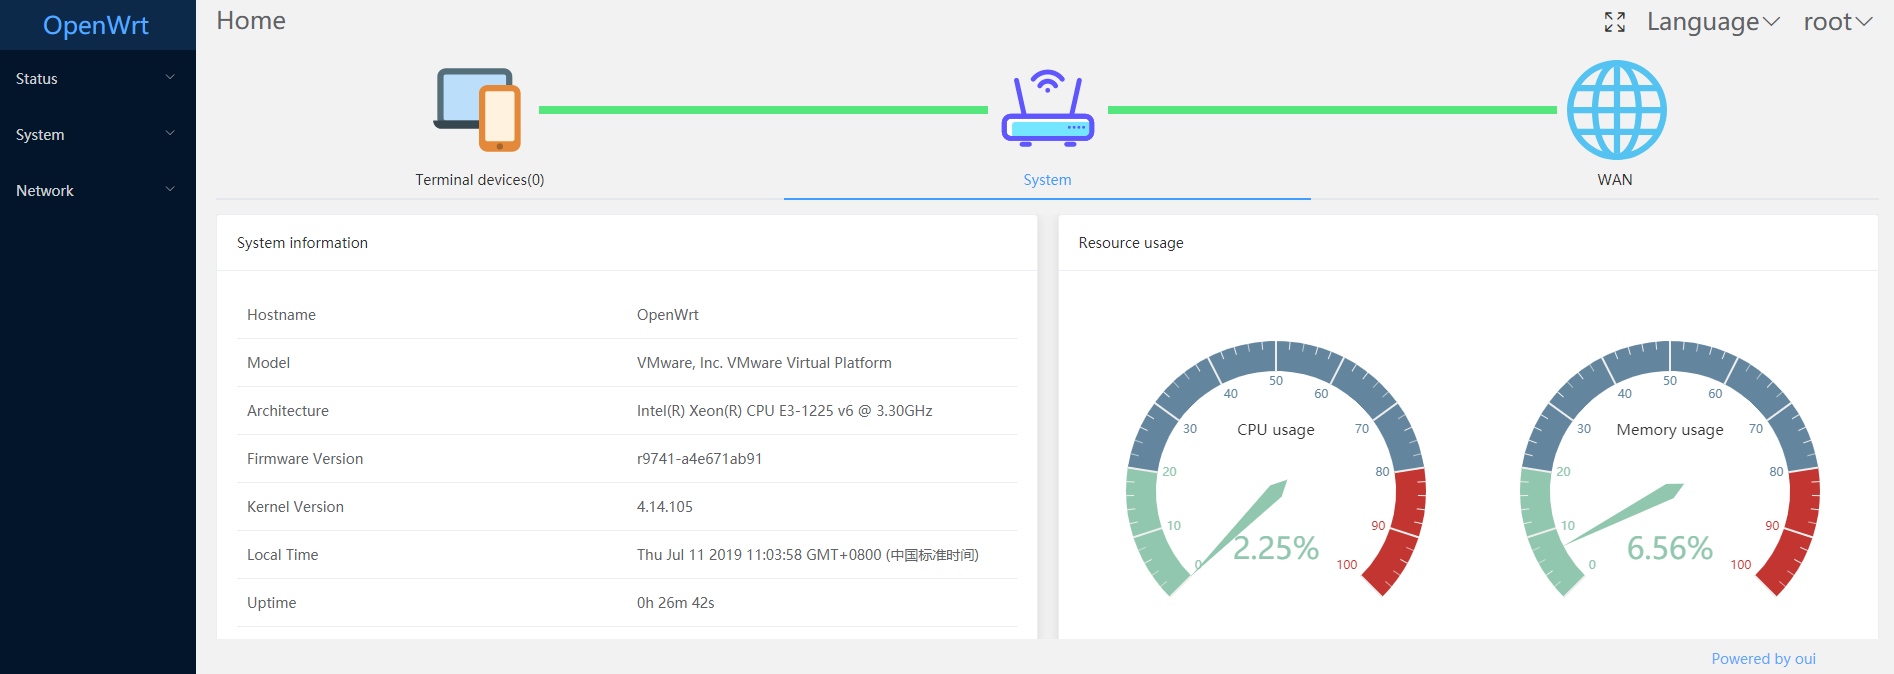 OpenWrt
Home
Language
root
Status
System
Network
Terminal devices(0)
System
WAN
System information
Hostname OpenWrt
Model VMware, Inc. VMware Virtual Platform
Architecture Intel(R) Xeon(R) CPU E3-1225 v6 @ 3.30GHz
Firmware Version r9741-a4e671ab91
Kernel Version 4.14.105
Local Time Thu Jul 11 2019 11:03:58 GMT+0800 (中国标准时间)
Uptime 0h 26m 42s
Resource usage
CPU usage
0
10
20
30
40
50
60
70
80
90
100
2.25%
Memory usage
0
10
20
30
40
50
60
70
80
90
100
6.56%
Powered by oui